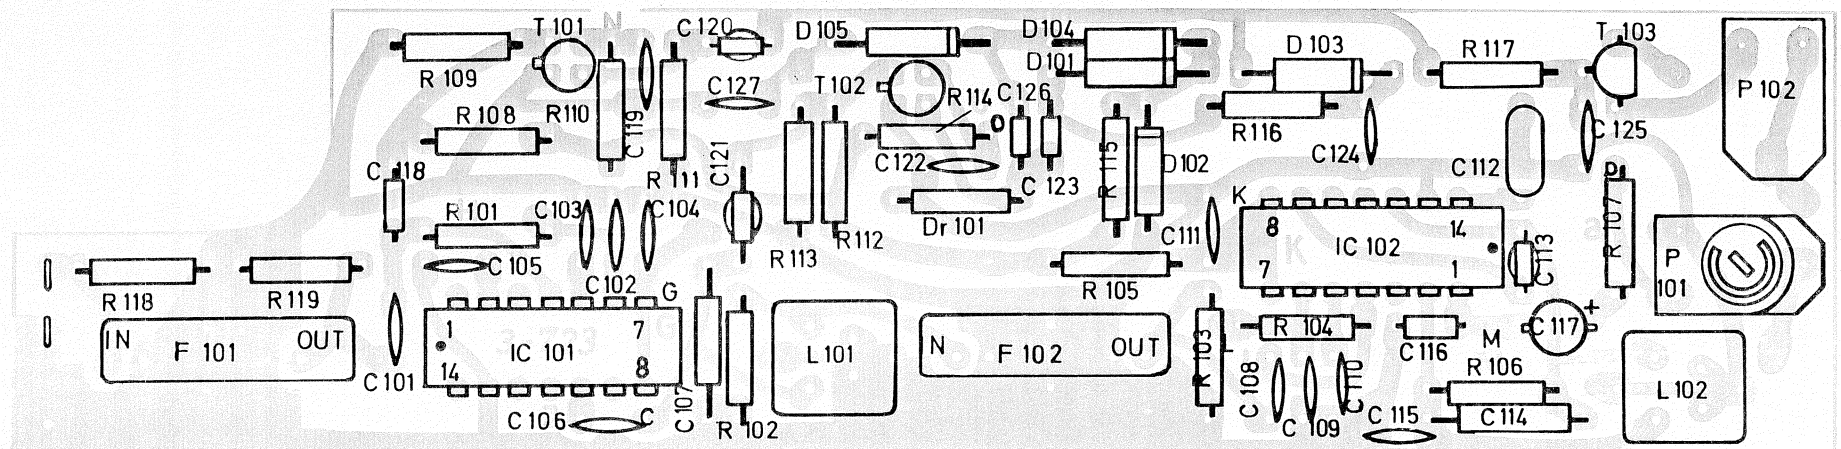 N
T 101
C 120
D 105
D 104
D 103
R 117
T 103
R 109
D 101
C 127
T 102
R 114
C 126
P 102
R 108
R 110
C 119
O
R 116
C 125
C 118
R 111
C 121
C 122
C 123
R 115
D 102
C 124
C 112
P
R 101
C 103
C 104
R 112
Dr 101
K
8
14
IC 102
7
1
C 111
C 113
R 107
P
101
C 105
C 102
R 113
R 105
R 118
R 119
G
IN
F 101
OUT
1
7
IC 101
14
8
L 101
N
F 102
OUT
R 103
R 104
C 116
M
C 117
+
R 106
L 102
C 101
C 107
C 108
C 110
C 106
C
R 102
C 109
C 115
C 114
K